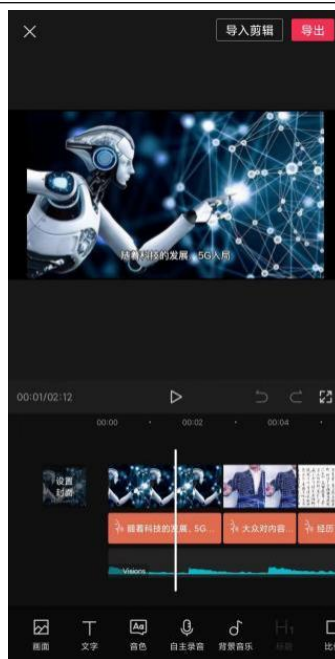 导入剪辑 导出
随着科技的发展，5G入局
00:01/02:12
00:00 00:02 00:04
设置
封面
随着科技的发展，5G... 大众对内容... 经历
Visions
画面 文字 音色 自主录音 背景音乐 标题